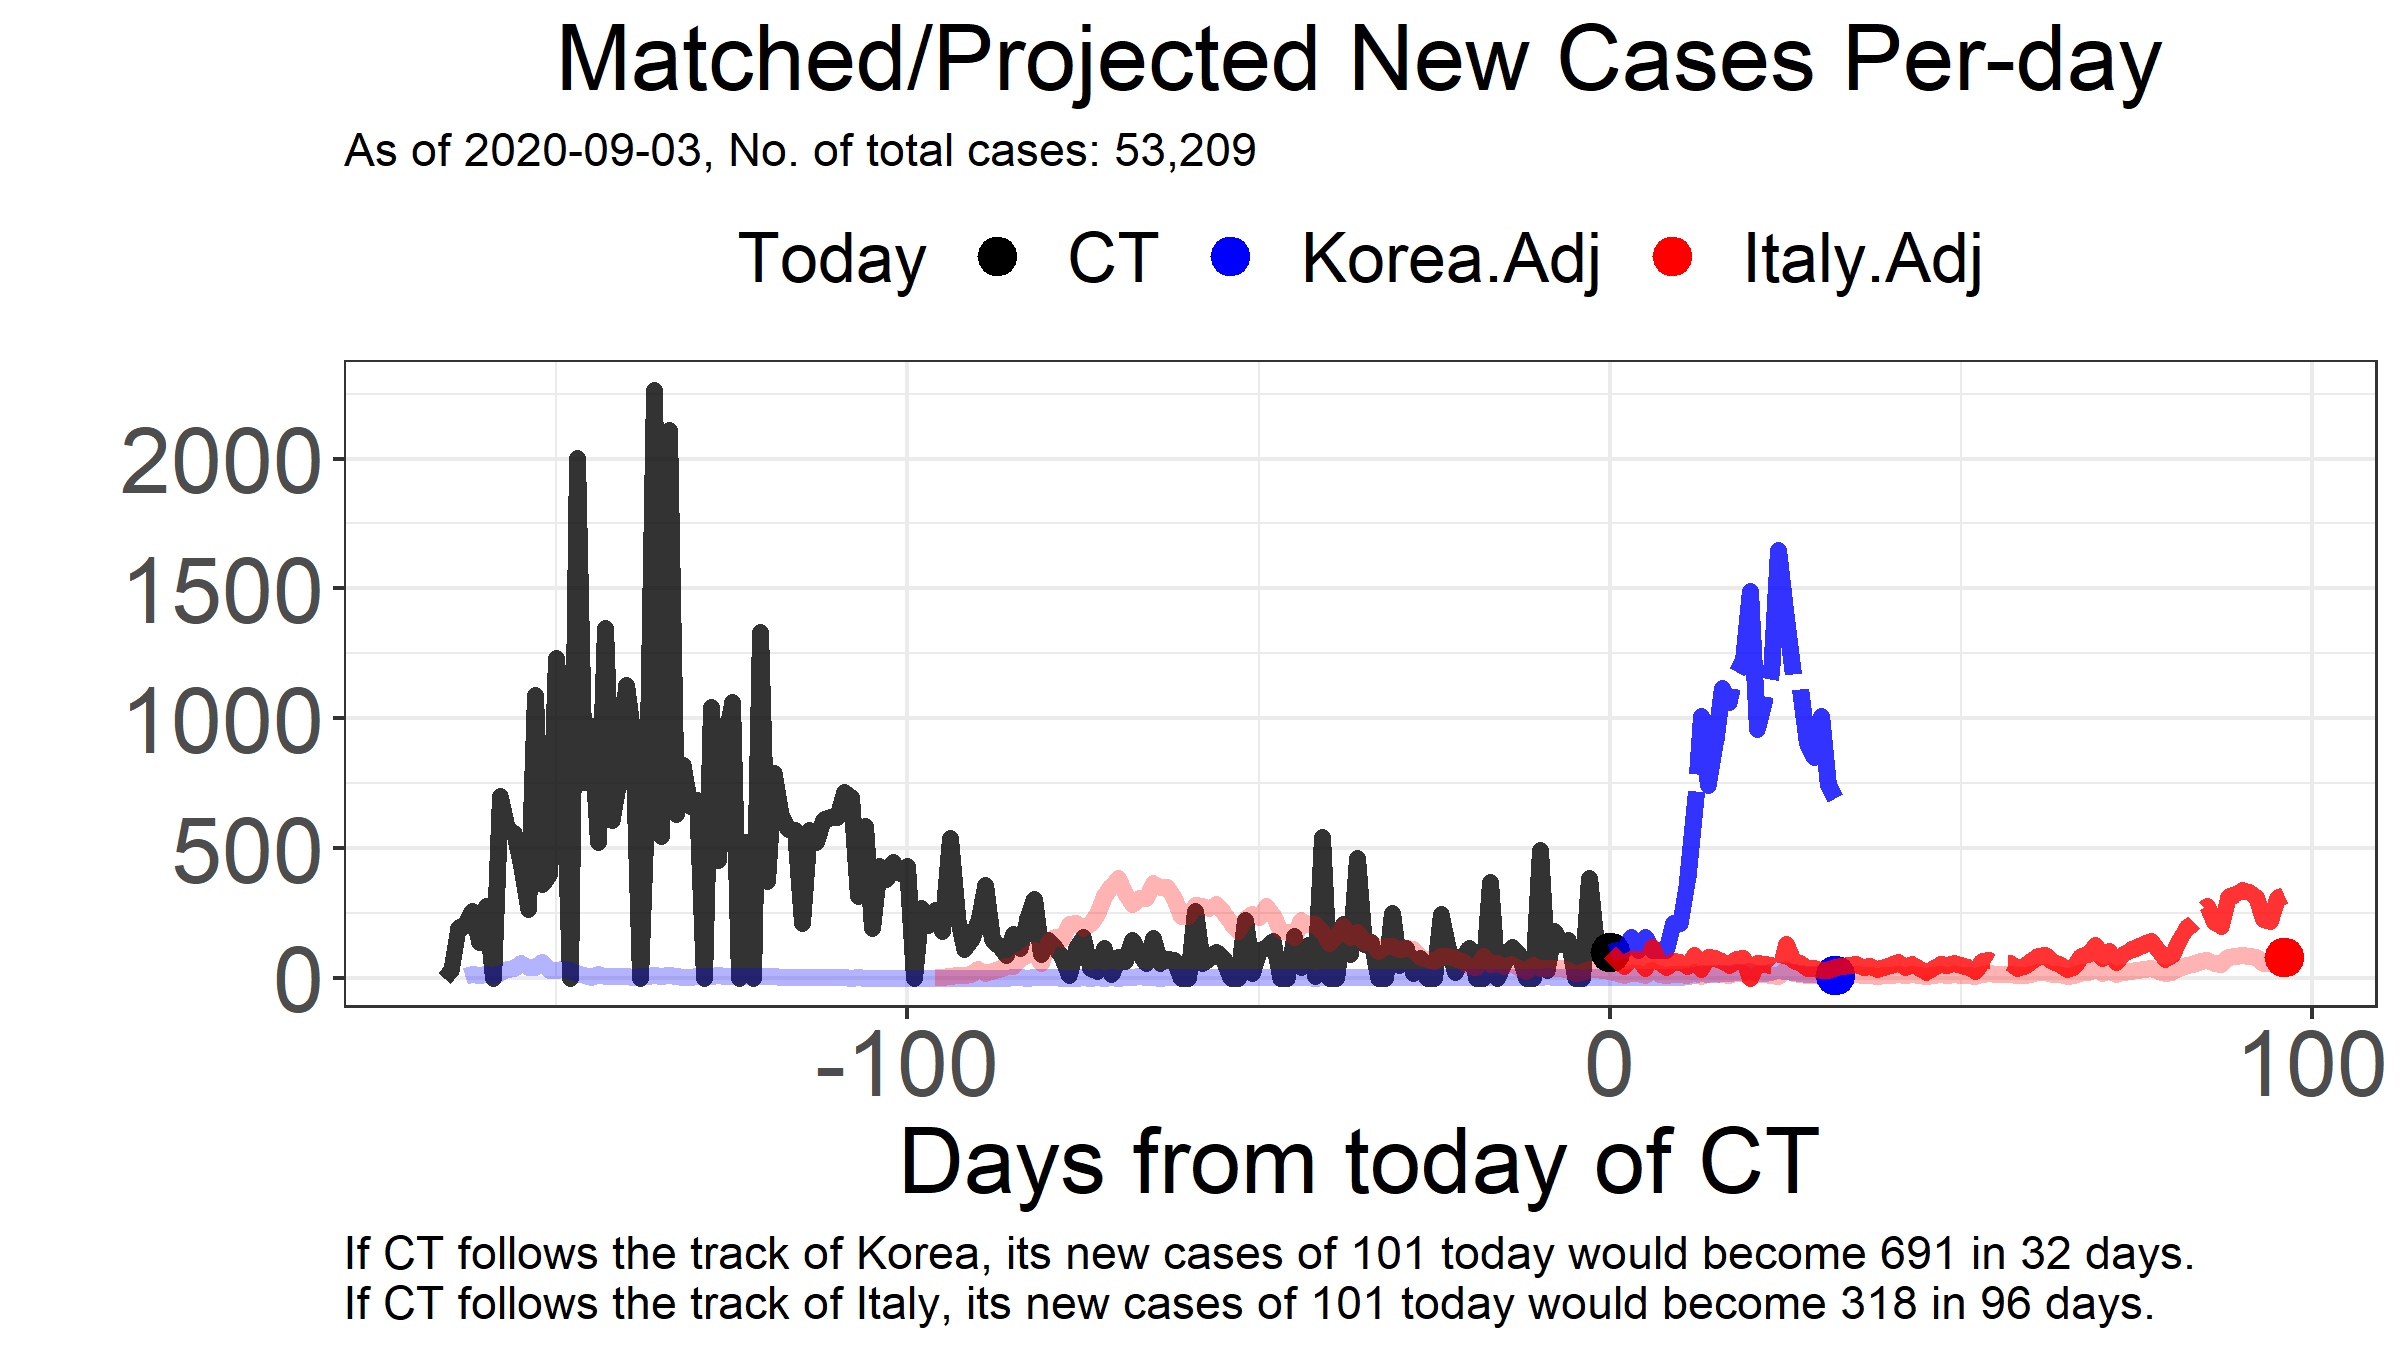 Matched/Projected New Cases Per-day
As of 2020-09-03, No. of total cases: 53,209
Today CT Korea.Adj Italy.Adj
2000
1500
1000
500
0
-100 0 100
Days from today of CT
If CT follows the track of Korea, its new cases of 101 today would become 691 in 32 days.
If CT follows the track of Italy, its new cases of 101 today would become 318 in 96 days.